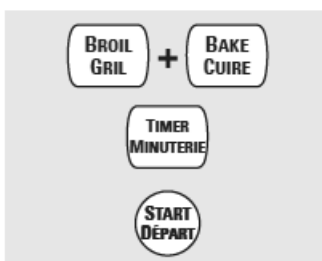 BROIL
GRIL
+
BAKE
CUIRE
TIMER
MINUTERIE
START
DÉPART